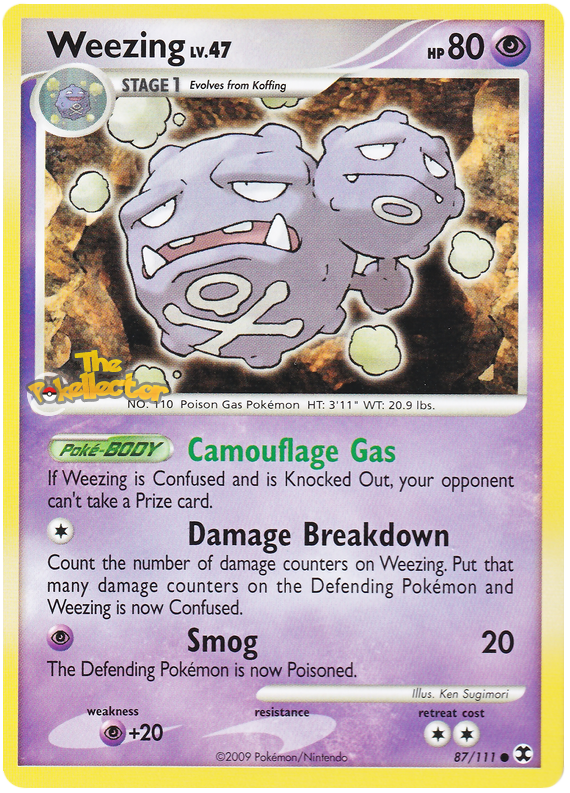 Weezing LV.47
HP 80
STAGE 1 Evolves from Koffing
The
Pokellector
NO. 110 Poison Gas Pokémon HT: 3'11" WT: 20.9 lbs.
Poké-BODY Camouflage Gas
If Weezing is Confused and is Knocked Out, your opponent
can't take a Prize card.
Damage Breakdown
Count the number of damage counters on Weezing. Put that
many damage counters on the Defending Pokémon and
Weezing is now Confused.
Smog 20
The Defending Pokémon is now Poisoned.
Illus. Ken Sugimori
weakness resistance retreat cost
+20
©2009 Pokémon/Nintendo
87/111